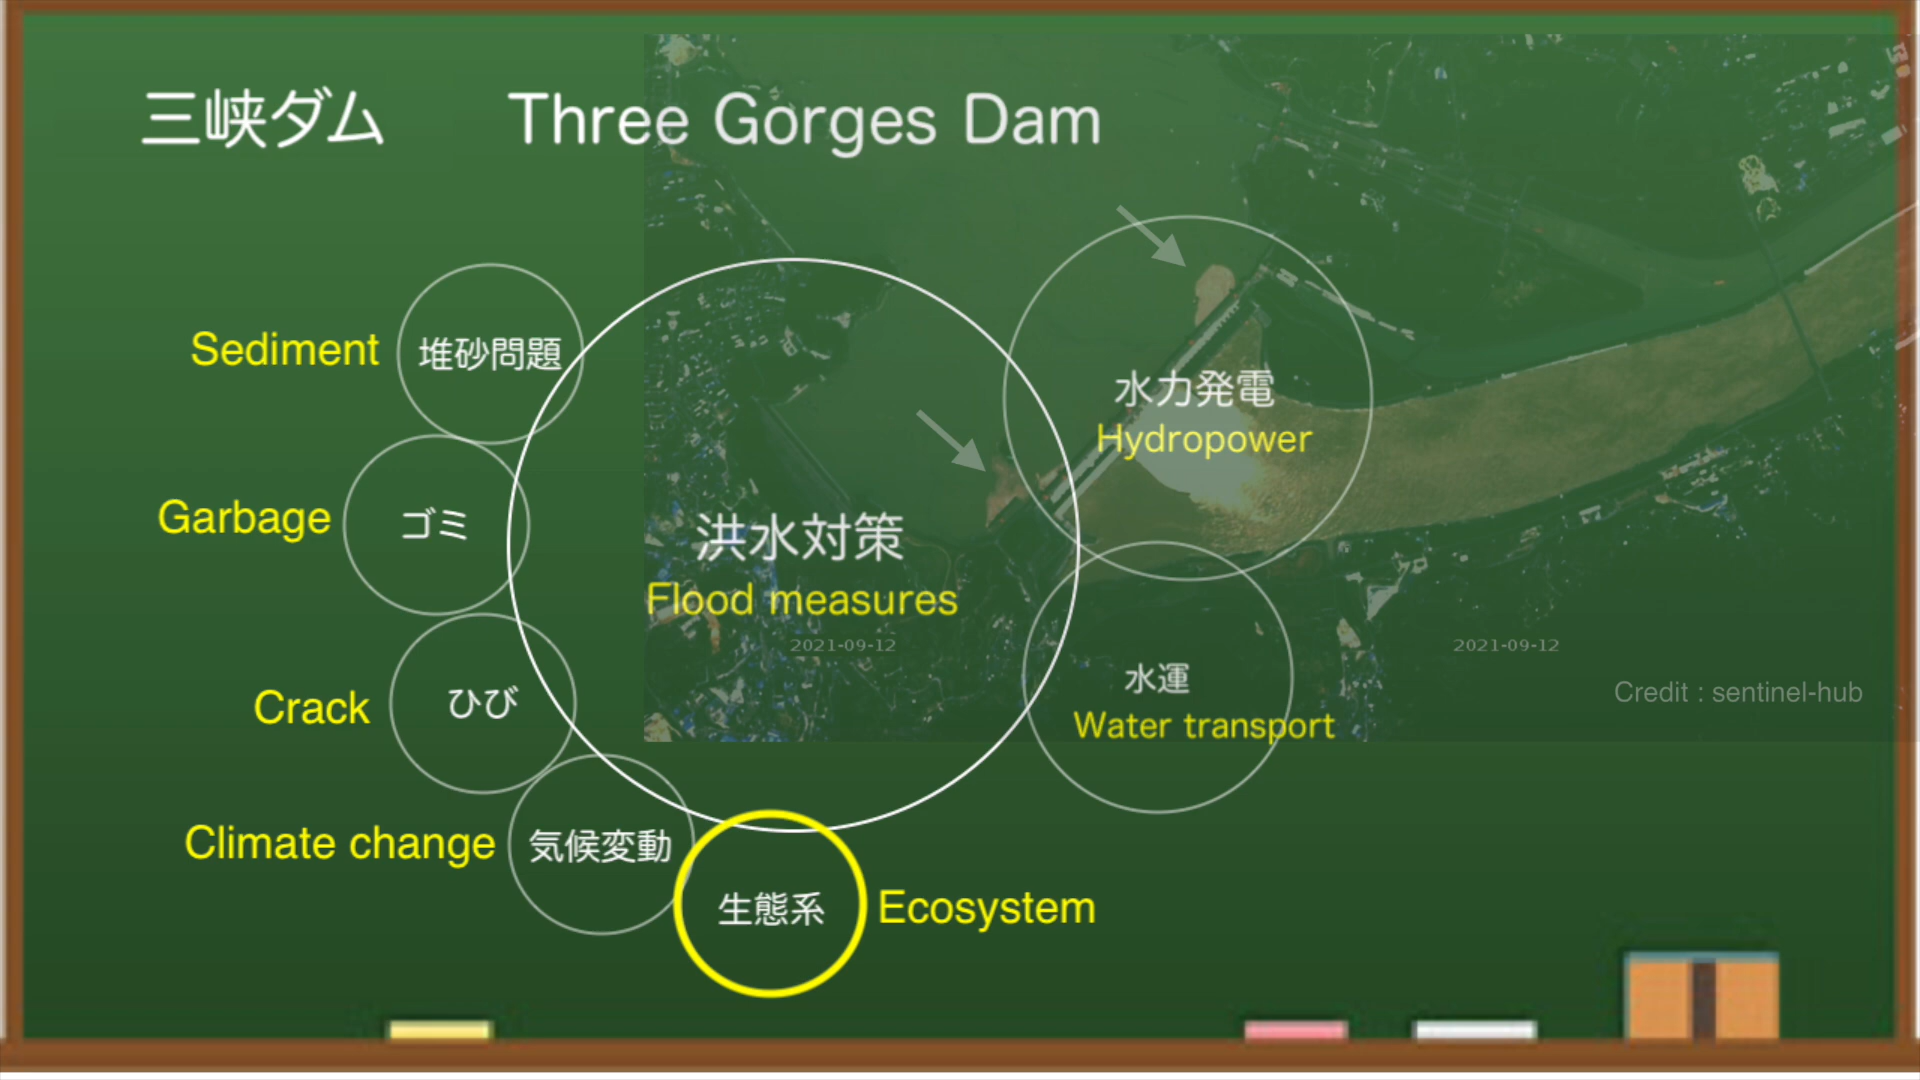 三峡ダム Three Gorges Dam
Sediment 堆砂問題
水力発電
Hydropower
Garbage ゴミ
洪水対策
Flood measures
2021-09-12 2021-09-12
水運
Credit : sentinel-hub
Crack ひび
Water transport
Climate change 気候変動
生態系 Ecosystem